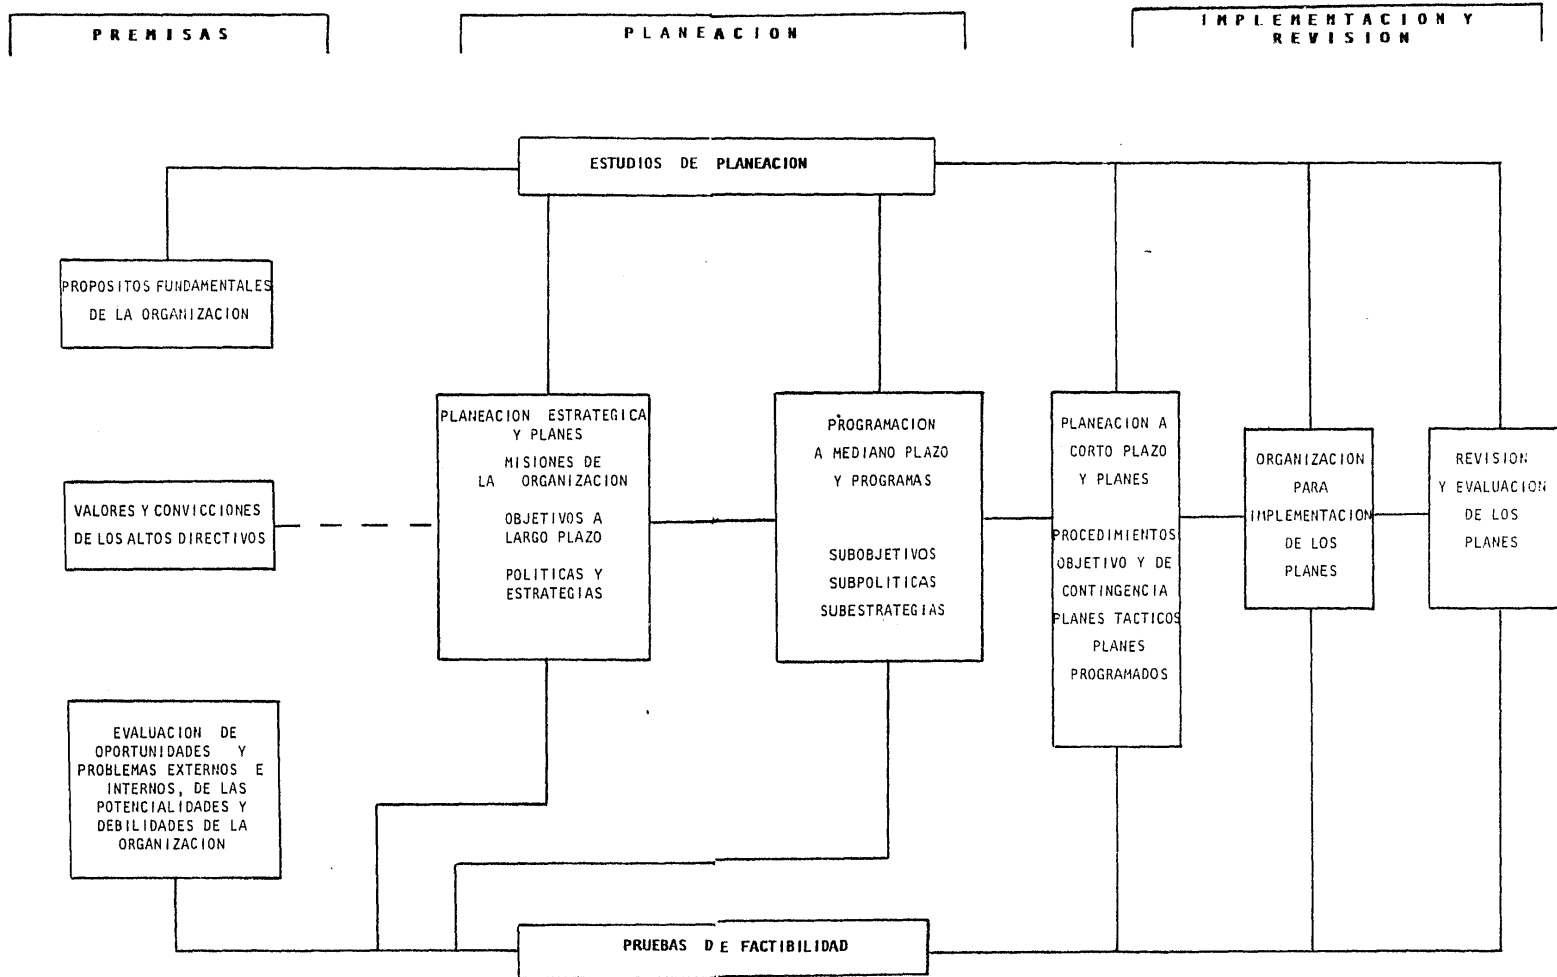 PREMISAS
PLANEACION
IMPLEMENTACION Y
REVISION
ESTUDIOS DE PLANEACION
PROPOSITOS FUNDAMENTALES
DE LA ORGANIZACION
VALORES Y CONVICCIONES
DE LOS ALTOS DIRECTIVOS
EVALUACION DE
OPORTUNIDADES Y
PROBLEMAS EXTERNOS E
INTERNOS, DE LAS
POTENCIALIDADES Y
DEBILIDADES DE LA
ORGANIZACION
PLANEACION ESTRATEGICA
Y PLANES
MISIONES DE
LA ORGANIZACION
OBJETIVOS A
LARGO PLAZO
POLITICAS Y
ESTRATEGIAS
PROGRAMACION
A MEDIANO PLAZO
Y PROGRAMAS
SUBOBJETIVOS
SUBPOLITICAS
SUBESTRATEGIAS
PLANEACION A
CORTO PLAZO
Y PLANES
PROCEDIMIENTOS
OBJETIVO Y DE
CONTINGENCIA
PLANES TACTICOS
PLANES
PROGRAMADOS
ORGANIZACION
PARA
IMPLEMENTACION
DE LOS
PLANES
REVISION
Y EVALUACION
DE LOS
PLANES
PRUEBAS DE FACTIBILIDAD